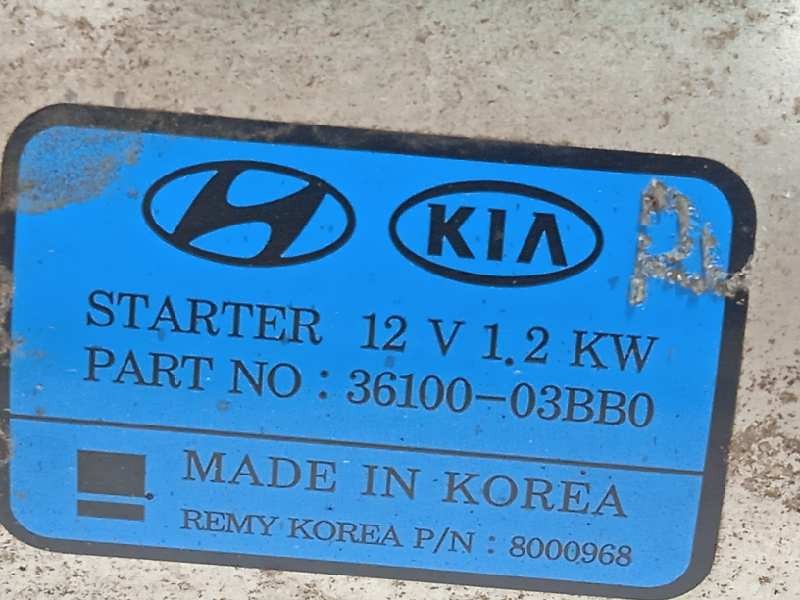 KIA
STARTER 12 V 1.2 KW
PART NO : 36100-03BB0
MADE IN KOREA
REMY KOREA P/N : 8000968